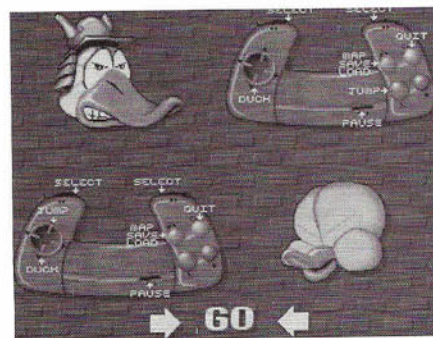 SELECT SELECT
QUIT
MAP
SAVE
LOAD
JUMP
DUCK
PAUSE
SELECT SELECT
JUMP QUIT
MAP
SAVE
LOAD
DUCK
PAUSE
GO